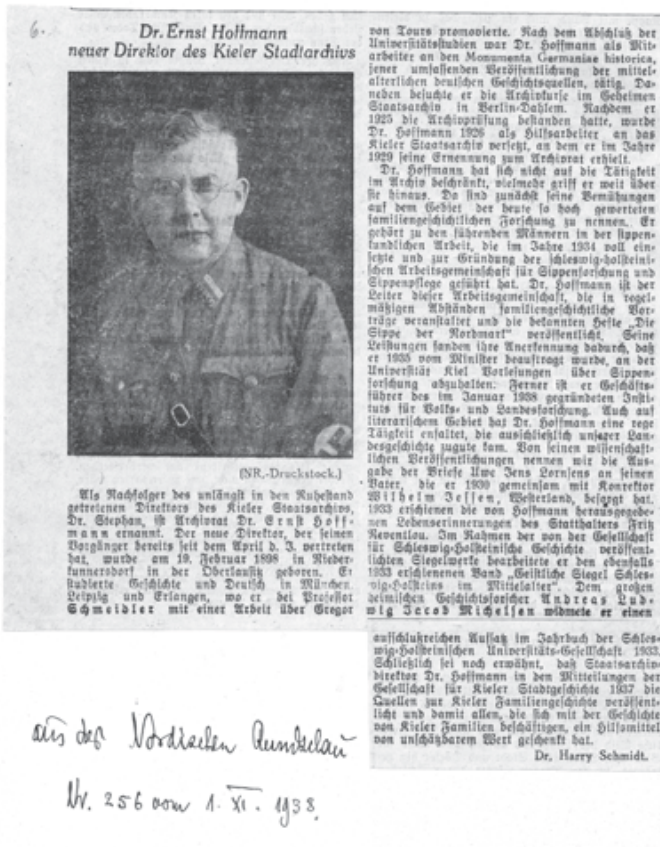 6.
Dr. Ernst Hoffmann
neuer Direktor des Kieler Stadtarchivs
(NR.-Druckstock.)
Als Nachfolger des unlängst in den Ruhestand
getretenen Direktors des Kieler Staatsarchivs,
Dr. Stephan, ist Archivrat Dr. Ernst Hoff-
mann ernannt. Der neue Direktor, der seinen
Vorgänger bereits seit dem April d. J. vertreten
hat, wurde am 19. Februar 1898 in Nieder-
kunnersdorf in der Oberlausitz geboren. Er
studierte Geschichte und Deutsch in München,
Leipzig und Erlangen, wo er bei Professor
Schmeidler mit einer Arbeit über Gregor
von Tours promovierte. Nach dem Abschluß der
Universitätsstudien war Dr. Hoffmann als Mit-
arbeiter an den Monumenta Germaniae historica,
jener umfassenden Veröffentlichung der mittel-
alterlichen deutschen Geschichtsquellen, tätig. Da-
neben besuchte er die Archivkurse im Geheimen
Staatsarchiv in Berlin-Dahlem. Nachdem er
1925 die Archivprüfung bestanden hatte, wurde
Dr. Hoffmann 1926 als Hilfsarbeiter an das
Kieler Staatsarchiv versetzt, an dem er im Jahre
1929 seine Ernennung zum Archivrat erhielt.
Dr. Hoffmann hat sich nicht auf die Tätigkeit
im Archiv beschränkt, vielmehr griff er weit über
sie hinaus. Da sind zunächst seine Bemühungen
auf dem Gebiet der heute so hoch gewerteten
familiengeschichtlichen Forschung zu nennen. Er
gehört zu den führenden Männern in der sippen-
kundlichen Arbeit, die im Jahre 1934 voll ein-
setzte und zur Gründung der schleswig-holsteini-
schen Arbeitsgemeinschaft für Sippenforschung und
Sippenpflege geführt hat. Dr. Hoffmann ist der
Leiter dieser Arbeitsgemeinschaft, die in regel-
mäßigen Abständen familiengeschichtliche Vor-
träge veranstaltet und die bekannten Hefte „Die
Sippe der Nordmark" veröffentlicht. Seine
Leistungen fanden ihre Anerkennung dadurch, daß
er 1935 vom Minister beauftragt wurde, an der
Universität Kiel Vorlesungen über Sippen-
forschung abzuhalten. Ferner ist er Geschäfts-
führer des im Januar 1938 gegründeten Insti-
tuts für Volks- und Landesforschung. Auch auf
literarischem Gebiet hat Dr. Hoffmann eine rege
Tätigkeit entfaltet, die ausschließlich unserer Lan-
desgeschichte zugute kam. Von seinen wissenschaft-
lichen Veröffentlichungen nennen wir die Aus-
gabe der Briefe Uwe Jens Lornsens an seinen
Vater, die er 1930 gemeinsam mit Konrektor
Wilhelm Jessen, Westerland, besorgt hat.
1933 erschienen die von Hoffmann herausgegebe-
nen Lebenserinnerungen des Statthalters Fritz
Reventlou. Im Rahmen der von der Gesellschaft
für Schleswig-Holsteinische Geschichte veröffent-
lichten Siegelwerke bearbeitete er den ebenfalls
1933 erschienenen Band „Geistliche Siegel Schles-
wig-Holsteins im Mittelalter". Dem großen
heimischen Geschichtsforscher Andreas Lud-
wig Jacob Michelsen widmete er einen
aufschlußreichen Aufsatz im Jahrbuch der Schles-
wig-Holsteinischen Universitäts-Gesellschaft 1933.
Schließlich sei noch erwähnt, daß Staatsarchiv-
direktor Dr. Hoffmann in den Mitteilungen der
Gesellschaft für Kieler Stadtgeschichte 1937 die
Quellen zur Kieler Familiengeschichte veröffent-
licht und damit allen, die sich mit der Geschichte
von Kieler Familien beschäftigen, ein Hilfsmittel
von unschätzbarem Wert geschenkt hat.
Dr. Harry Schmidt.
aus der Nordischen Rundschau
Nr. 256 vom 1. XI. 1938.